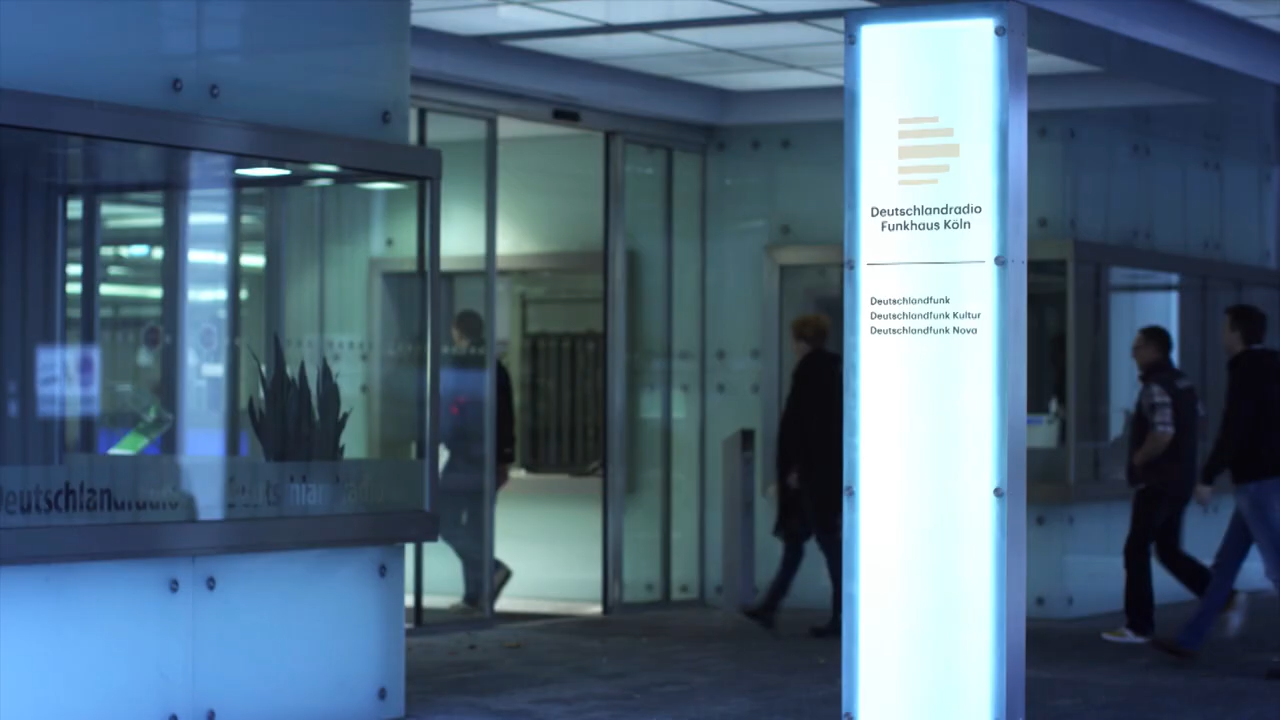 Deutschlandradio
Funkhaus Köln
Deutschlandfunk
Deutschlandfunk Kultur
Deutschlandfunk Nova
Deutschlandradio